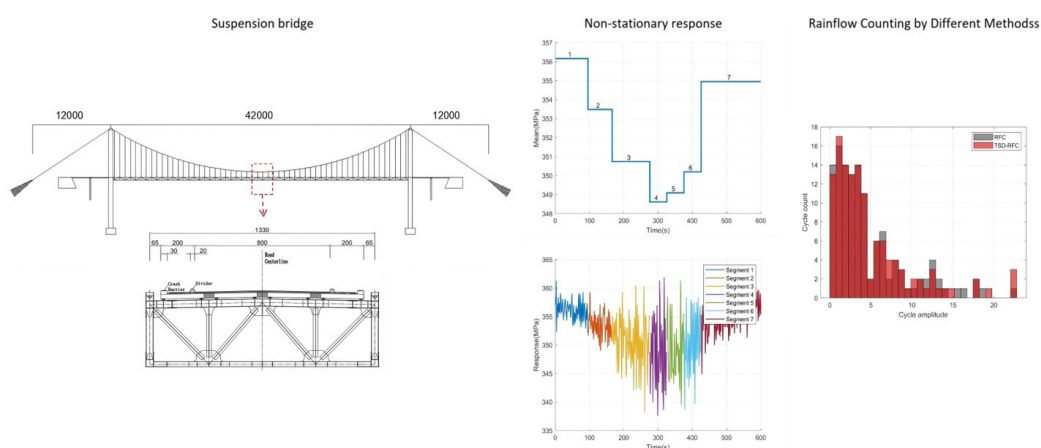 Suspension bridge
12000
42000
12000
1330
65
200
800
200
65
30
20
Road
Centerline
Crash
Barrier
Divider
Non-stationary response
357
356
355
354
353
352
351
350
349
348
Mean(MPa)
1
2
3
4
5
6
7
0
100
200
300
400
500
600
Time(s)
365
360
355
350
345
340
335
Response(MPa)
Segment 1
Segment 2
Segment 3
Segment 4
Segment 5
Segment 6
Segment 7
0
100
200
300
400
500
600
Time(s)
Rainflow Counting by Different Methodss
18
16
14
12
10
8
6
4
2
0
Cycle count
RFC
TSD-RFC
0
5
10
15
20
Cycle amplitude